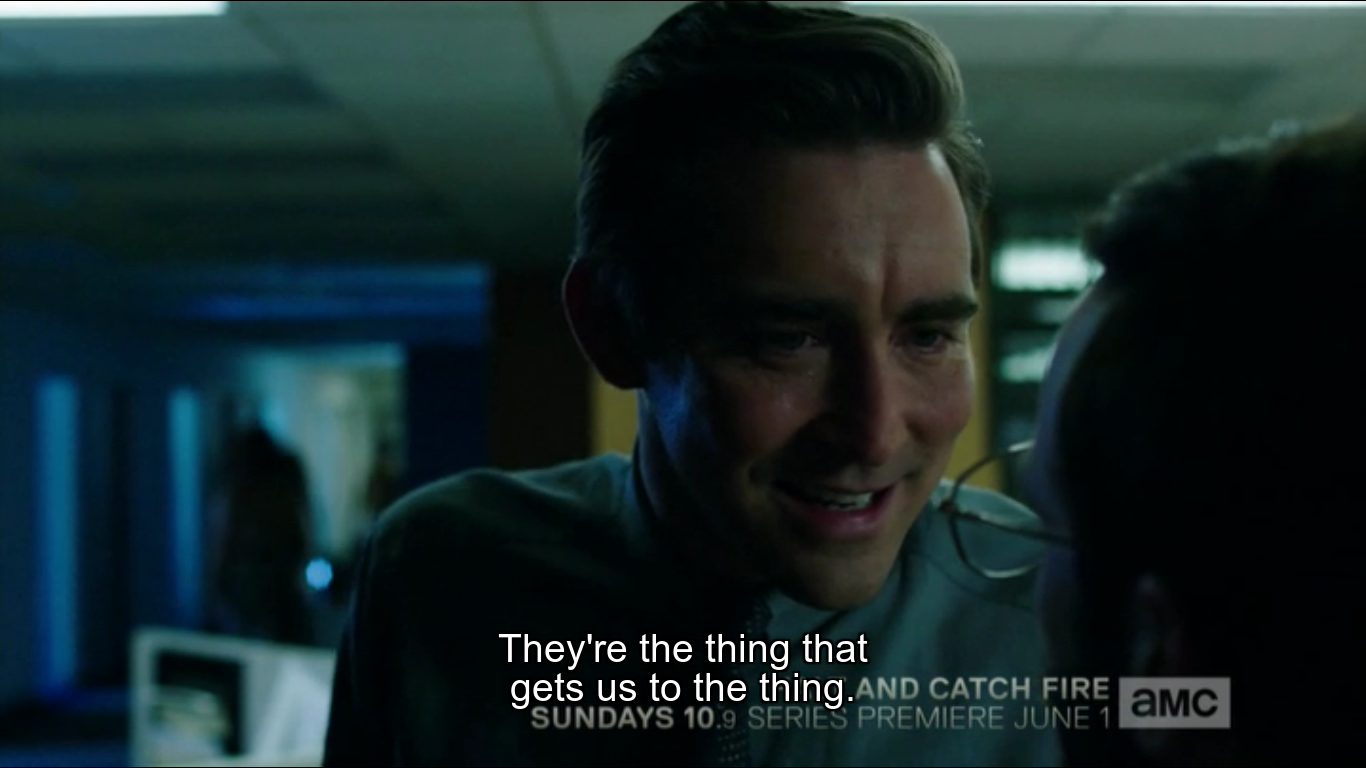 They're the thing that
gets us to the thing.
AND CATCH FIRE
SUNDAYS 10.9 SERIES PREMIERE JUNE 1
amc